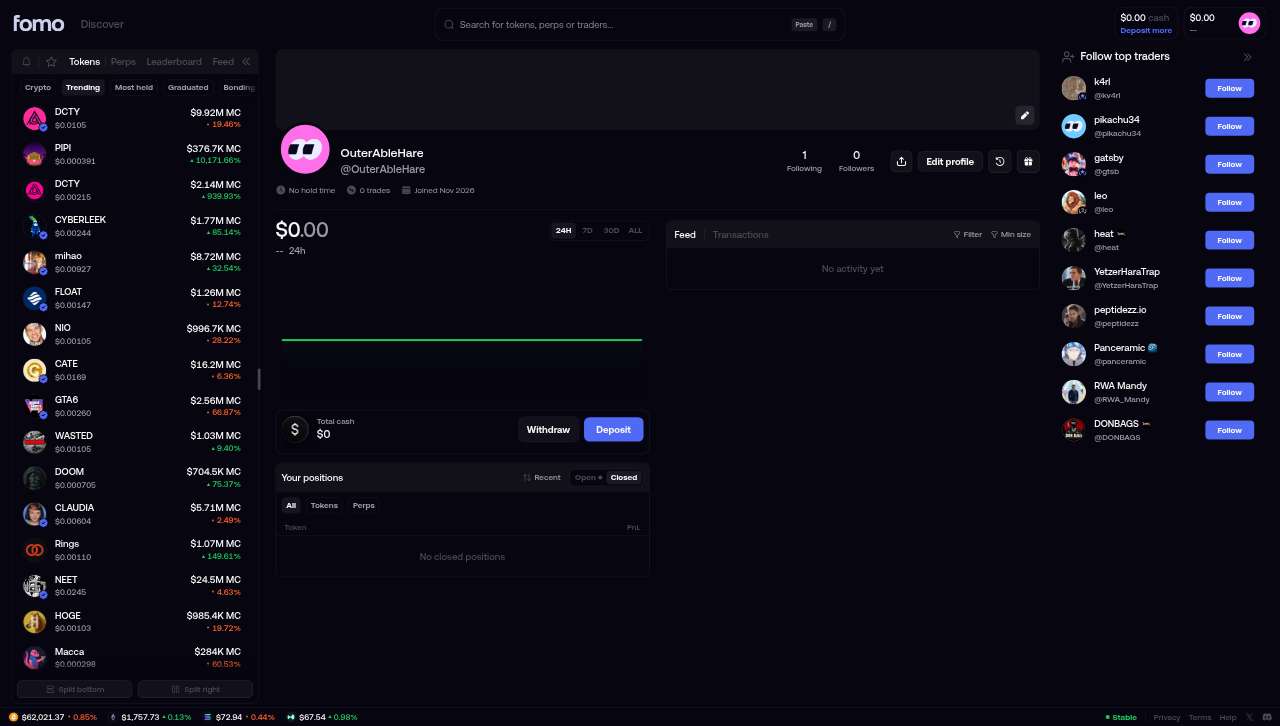 fomo Discover
Search for tokens, perps or traders... Paste /
$0.00 cash
Deposit more
$0.00
--
Tokens Perps Leaderboard Feed
Crypto Trending Most held Graduated Bonding
DCTY $9.92M MC
$0.0105 19.46%
PIPI $376.7K MC
$0.000391 10,171.66%
DCTY $2.14M MC
$0.00215 939.93%
CYBERLEEK $1.77M MC
$0.00244 85.14%
mihao $8.72M MC
$0.00927 32.54%
FLOAT $1.26M MC
$0.00147 12.74%
NIO $996.7K MC
$0.00105 28.22%
CATE $16.2M MC
$0.0169 6.36%
GTA6 $2.56M MC
$0.00260 66.87%
WASTED $1.03M MC
$0.00105 9.40%
DOOM $704.5K MC
$0.000705 75.37%
CLAUDIA $5.71M MC
$0.00604 2.49%
Rings $1.07M MC
$0.00110 149.61%
NEET $24.5M MC
$0.0245 4.63%
HOGE $985.4K MC
$0.00103 19.72%
Macca $284K MC
$0.000298 60.53%
Split bottom Split right
OuterAbleHare
@OuterAbleHare
1 Following
0 Followers
Edit profile
No hold time 0 trades Joined Nov 2026
$0.00
-- 24h
24H 7D 30D ALL
Total cash
$0
Withdraw Deposit
Your positions Recent Open Closed
All Tokens Perps
Token PnL
No closed positions
Feed Transactions Filter Min size
No activity yet
Follow top traders
k4rl
@kv4rl
Follow
pikachu34
@pikachu34
Follow
gatsby
@gtsb
Follow
leo
@leo
Follow
heat
@heat
Follow
YetzerHaraTrap
@YetzerHaraTrap
Follow
peptidezz.io
@peptidezz
Follow
Panceramic
@panceramic
Follow
RWA Mandy
@RWA_Mandy
Follow
DONBAGS
@DONBAGS
Follow
$62,021.37 0.85% $1,757.73 0.13% $72.94 0.44% $67.54 0.98%
Stable Privacy Terms Help